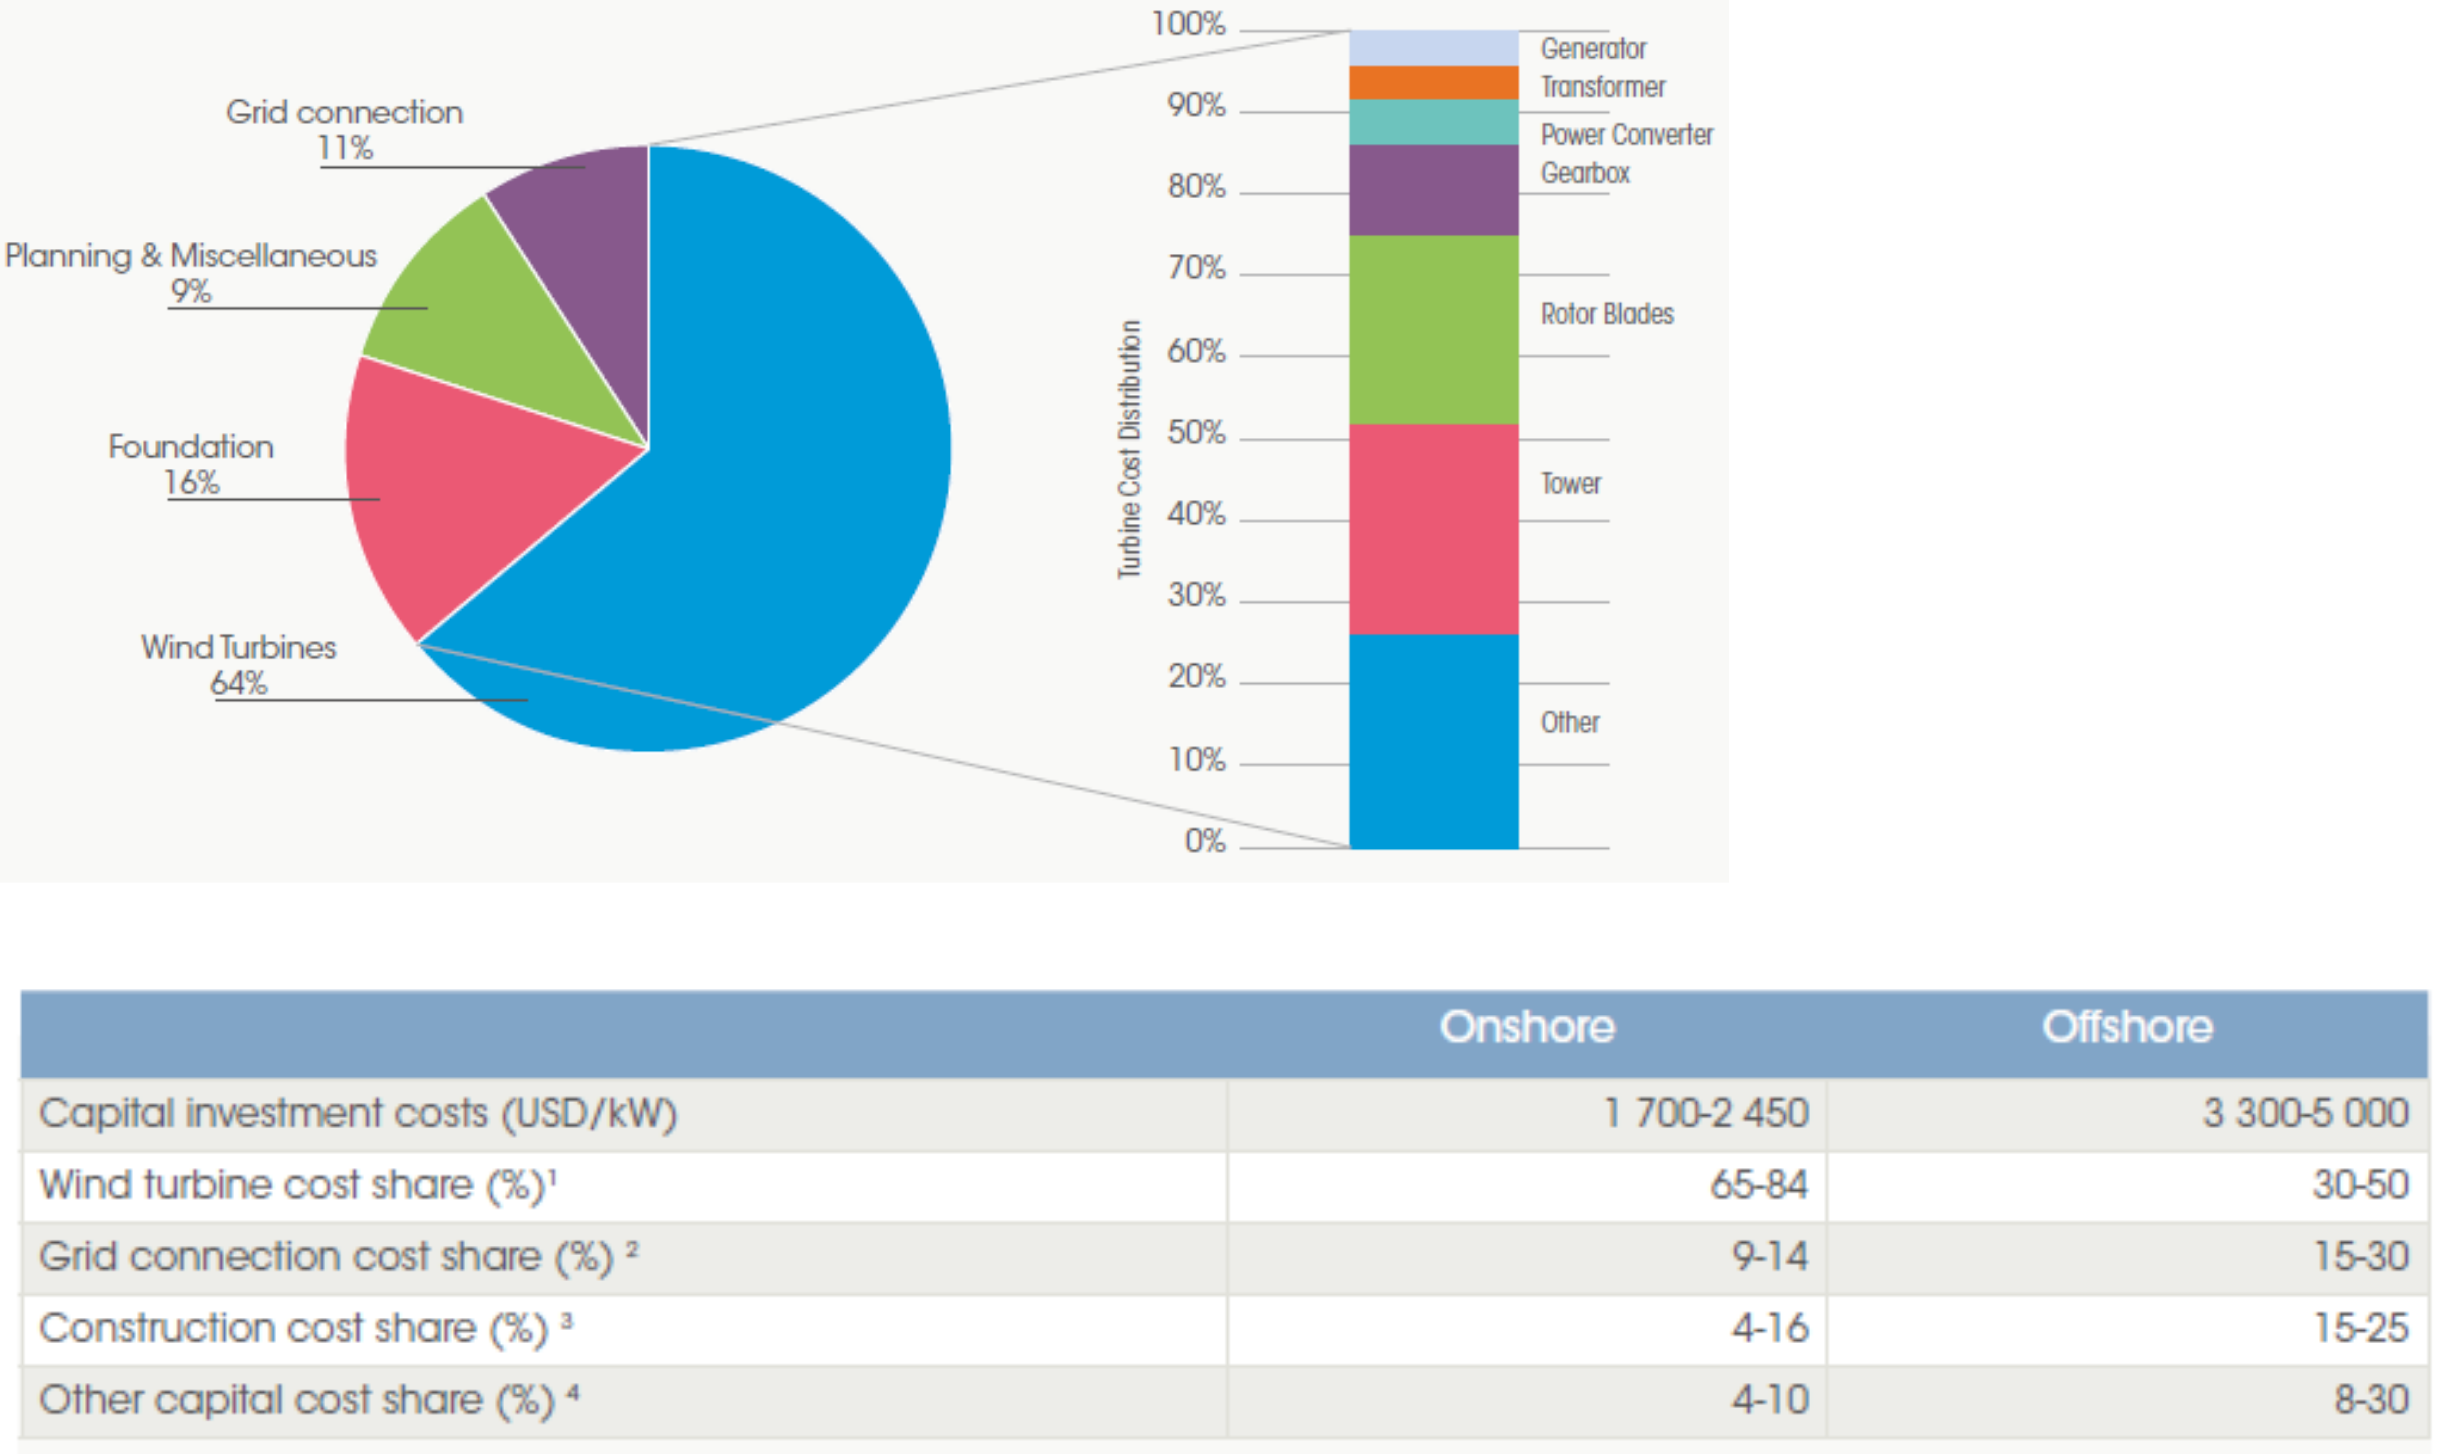 Grid connection
11%
Planning & Miscellaneous
9%
Foundation
16%
Wind Turbines
64%
Turbine Cost Distribution
100%
90%
80%
70%
60%
50%
40%
30%
20%
10%
0%
Generator
Transformer
Power Converter
Gearbox
Rotor Blades
Tower
Other
Onshore Offshore
Capital investment costs (USD/kW) 1 700-2 450 3 300-5 000
Wind turbine cost share (%)¹ 65-84 30-50
Grid connection cost share (%) ² 9-14 15-30
Construction cost share (%) ³ 4-16 15-25
Other capital cost share (%) ⁴ 4-10 8-30